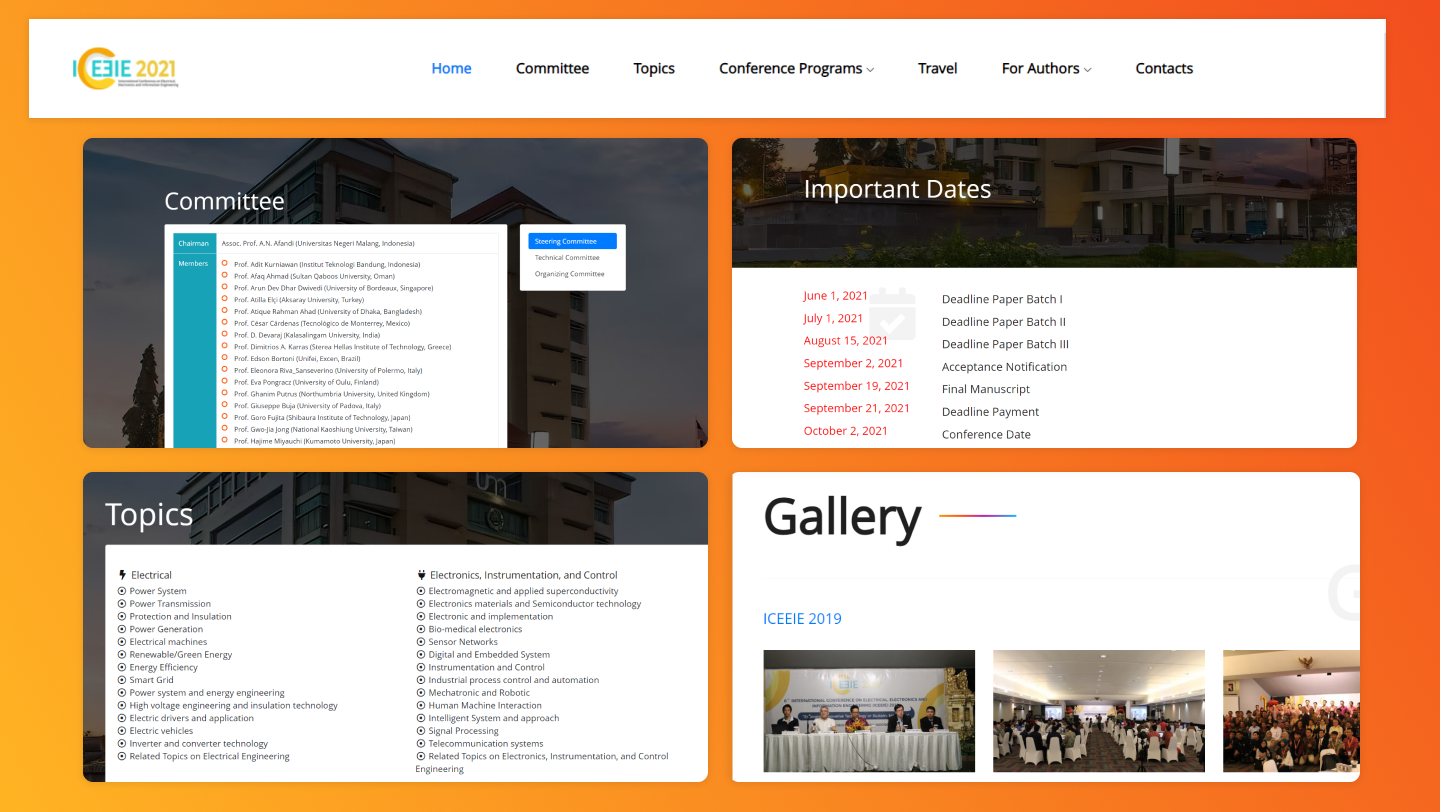 ICEEIE 2021
International Conference on Electrical
Electronics and Information Engineering
Home
Committee
Topics
Conference Programs
Travel
For Authors
Contacts
Committee
Chairman
Assoc. Prof. A.N. Afandi (Universitas Negeri Malang, Indonesia)
Members
Prof. Adit Kurniawan (Institut Teknologi Bandung, Indonesia)
Prof. Afaq Ahmad (Sultan Qaboos University, Oman)
Prof. Arun Dev Dhar Dwivedi (University of Bordeaux, Singapore)
Prof. Atilla Elçi (Aksaray University, Turkey)
Prof. Atique Rahman Ahad (University of Dhaka, Bangladesh)
Prof. César Cárdenas (Tecnológico de Monterrey, Mexico)
Prof. D. Devaraj (Kalasalingam University, India)
Prof. Dimitrios A. Karras (Sterea Hellas Institute of Technology, Greece)
Prof. Edson Bortoni (Unifei, Excen, Brazil)
Prof. Eleonora Riva_Sanseverino (University of Polermo, Italy)
Prof. Eva Pongracz (University of Oulu, Finland)
Prof. Ghanim Putrus (Northumbria University, United Kingdom)
Prof. Giuseppe Buja (University of Padova, Italy)
Prof. Goro Fujita (Shibaura Institute of Technology, Japan)
Prof. Gwo-Jia Jong (National Kaoshiung University, Taiwan)
Prof. Hajime Miyauchi (Kumamoto University, Japan)
Steering Committee
Technical Committee
Organizing Committee
Important Dates
June 1, 2021 Deadline Paper Batch I
July 1, 2021 Deadline Paper Batch II
August 15, 2021 Deadline Paper Batch III
September 2, 2021 Acceptance Notification
September 19, 2021 Final Manuscript
September 21, 2021 Deadline Payment
October 2, 2021 Conference Date
um
Topics
Electrical
Power System
Power Transmission
Protection and Insulation
Power Generation
Electrical machines
Renewable/Green Energy
Energy Efficiency
Smart Grid
Power system and energy engineering
High voltage engineering and insulation technology
Electric drivers and application
Electric vehicles
Inverter and converter technology
Related Topics on Electrical Engineering
Electronics, Instrumentation, and Control
Electromagnetic and applied superconductivity
Electronics materials and Semiconductor technology
Electronic and implementation
Bio-medical electronics
Sensor Networks
Digital and Embedded System
Instrumentation and Control
Industrial process control and automation
Mechatronic and Robotic
Human Machine Interaction
Intelligent System and approach
Signal Processing
Telecommunication systems
Related Topics on Electronics, Instrumentation, and Control
Engineering
Gallery
G
ICEEIE 2019
INTERNATIONAL CONFERENCE ON ELECTRICAL, ELECTRONICS AND
INFORMATION ENGINEERING